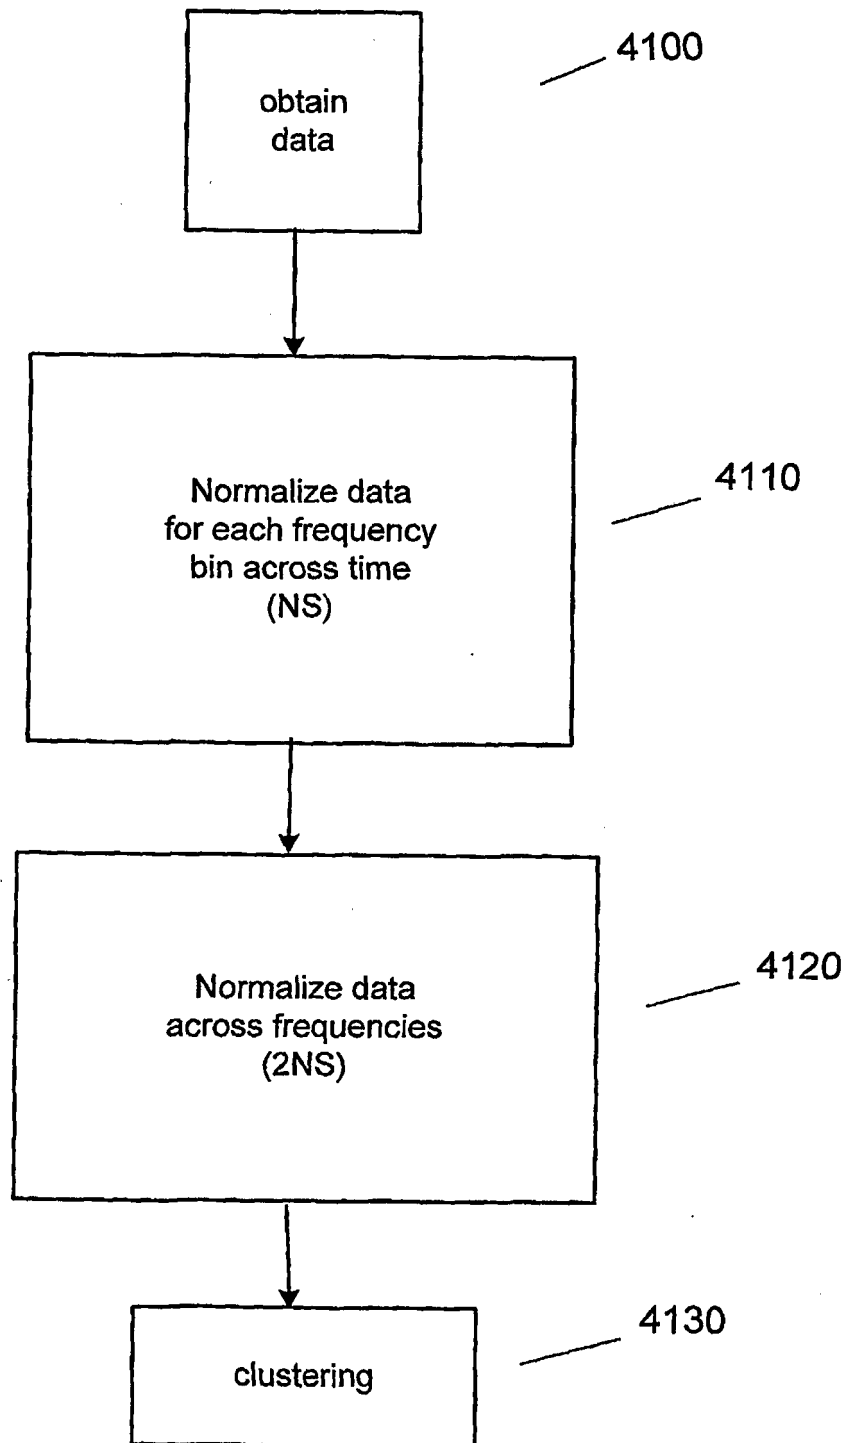 4100
obtain
data
4110
Normalize data
for each frequency
bin across time
(NS)
4120
Normalize data
across frequencies
(2NS)
4130
clustering